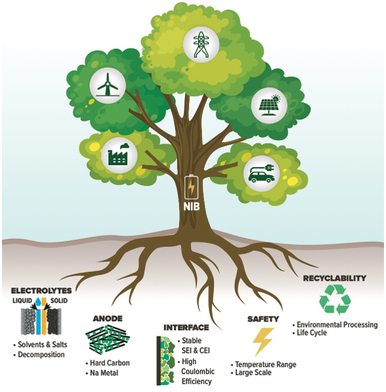 NIB
ELECTROLYTES
LIQUID SOLID
• Solvents & Salts
• Decomposition
ANODE
• Hard Carbon
• Na Metal
INTERFACE
• Stable
SEI & CEI
• High
Coulombic
Efficiency
SAFETY
• Temperature Range
• Large Scale
RECYCLABILITY
• Environmental Processing
• Life Cycle